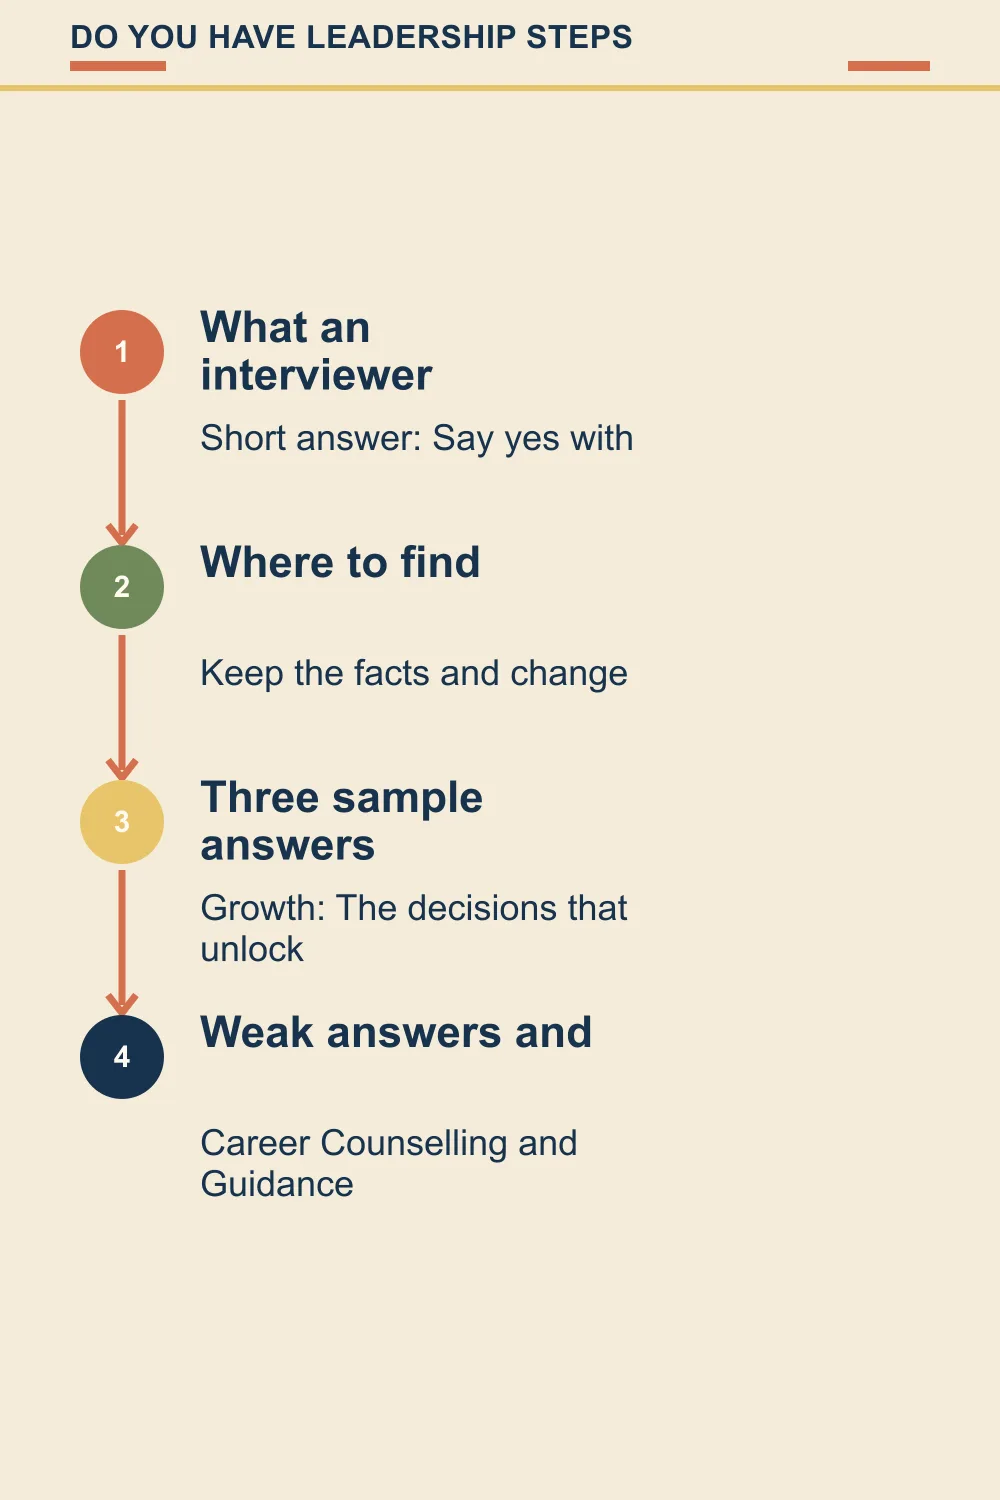 DO YOU HAVE LEADERSHIP STEPS
1
What an
interviewer
Short answer: Say yes with
2
Where to find
Keep the facts and change
3
Three sample
answers
Growth: The decisions that
unlock
4
Weak answers and
Career Counselling and
Guidance